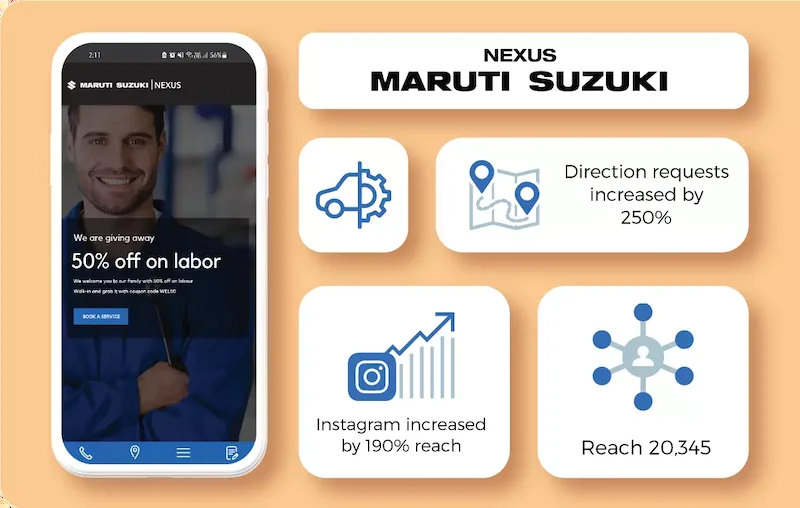 2:11
56%
MARUTI SUZUKI | NEXUS
We are giving away
50% off on labor
We welcome you to our family with 50% off on labour
Walk-in and grab it with coupon code WEL50
BOOK A SERVICE
NEXUS
MARUTI SUZUKI
Direction requests
increased by
250%
Instagram increased
by 190% reach
Reach 20,345